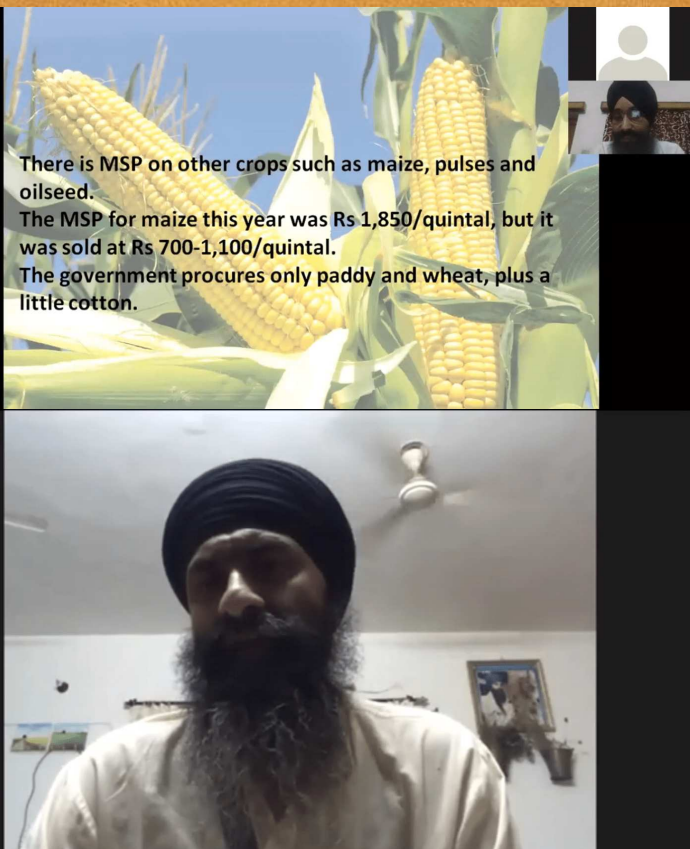 There is MSP on other crops such as maize, pulses and
oilseed.
The MSP for maize this year was Rs 1,850/quintal, but it
was sold at Rs 700-1,100/quintal.
The government procures only paddy and wheat, plus a
little cotton.